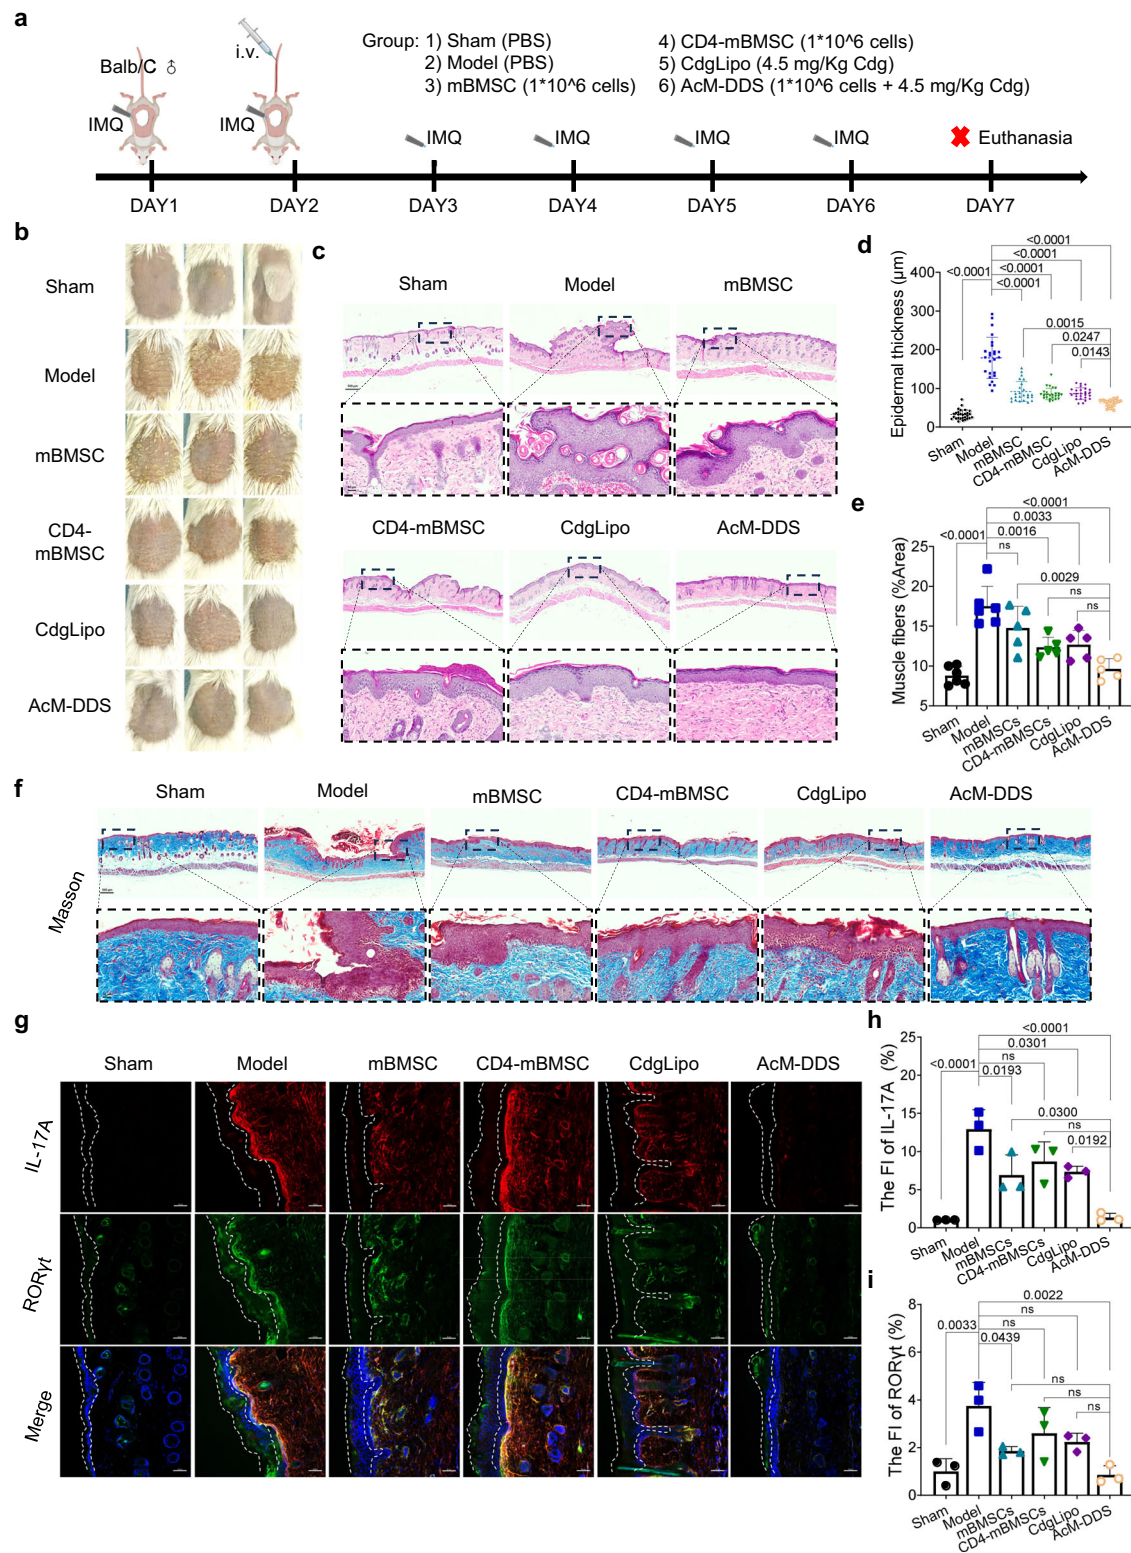 a
Group: 1) Sham (PBS)
2) Model (PBS)
3) mBMSC (1*10^6 cells)
4) CD4-mBMSC (1*10^6 cells)
5) CdgLipo (4.5 mg/Kg Cdg)
6) AcM-DDS (1*10^6 cells + 4.5 mg/Kg Cdg)
i.v.
Balb/C ♂
IMQ
IMQ
IMQ
IMQ
IMQ
IMQ
Euthanasia
DAY1
DAY2
DAY3
DAY4
DAY5
DAY6
DAY7
b
Sham
Model
mBMSC
CD4-
mBMSC
CdgLipo
AcM-DDS
c
Sham
Model
mBMSC
CD4-mBMSC
CdgLipo
AcM-DDS
d
<0.0001
<0.0001
<0.0001
<0.0001
<0.0001
0.0015
0.0247
0.0143
Epidermal thickness (μm)
400
300
200
100
0
Sham
Model
mBMSC
CD4-mBMSC
CdgLipo
AcM-DDS
e
<0.0001
0.0033
0.0016
<0.0001
ns
0.0029
ns
ns
Muscle fibers (%Area)
25
20
15
10
5
Sham
Model
mBMSCs
CD4-mBMSCs
CdgLipo
AcM-DDS
f
Sham
Model
mBMSC
CD4-mBMSC
CdgLipo
AcM-DDS
Masson
g
Sham
Model
mBMSC
CD4-mBMSC
CdgLipo
AcM-DDS
IL-17A
RORγt
Merge
h
<0.0001
0.0301
ns
<0.0001
0.0193
0.0300
ns
0.0192
The FI of IL-17A (%)
25
20
15
10
5
0
Sham
Model
mBMSCs
CD4-mBMSCs
CdgLipo
AcM-DDS
i
0.0022
ns
ns
0.0033
0.0439
ns
ns
ns
The FI of RORγt (%)
8
6
4
2
0
Sham
Model
mBMSCs
CD4-mBMSCs
CdgLipo
AcM-DDS